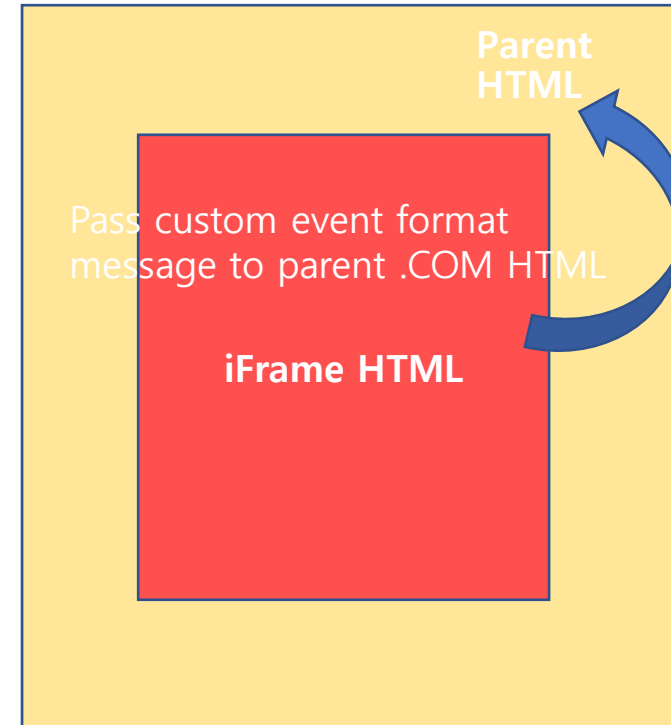 Parent
HTML
Pass custom event format
message to parent .COM HTML
iFrame HTML